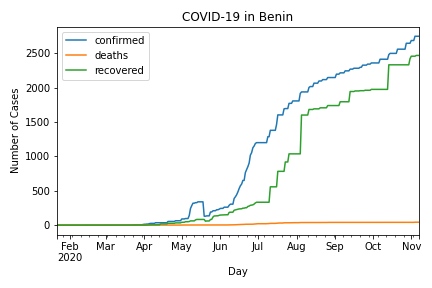 COVID-19 in Benin
confirmed
deaths
recovered
Number of Cases
2500
2000
1500
1000
500
0
Feb Mar Apr May Jun Jul Aug Sep Oct Nov
2020
Day